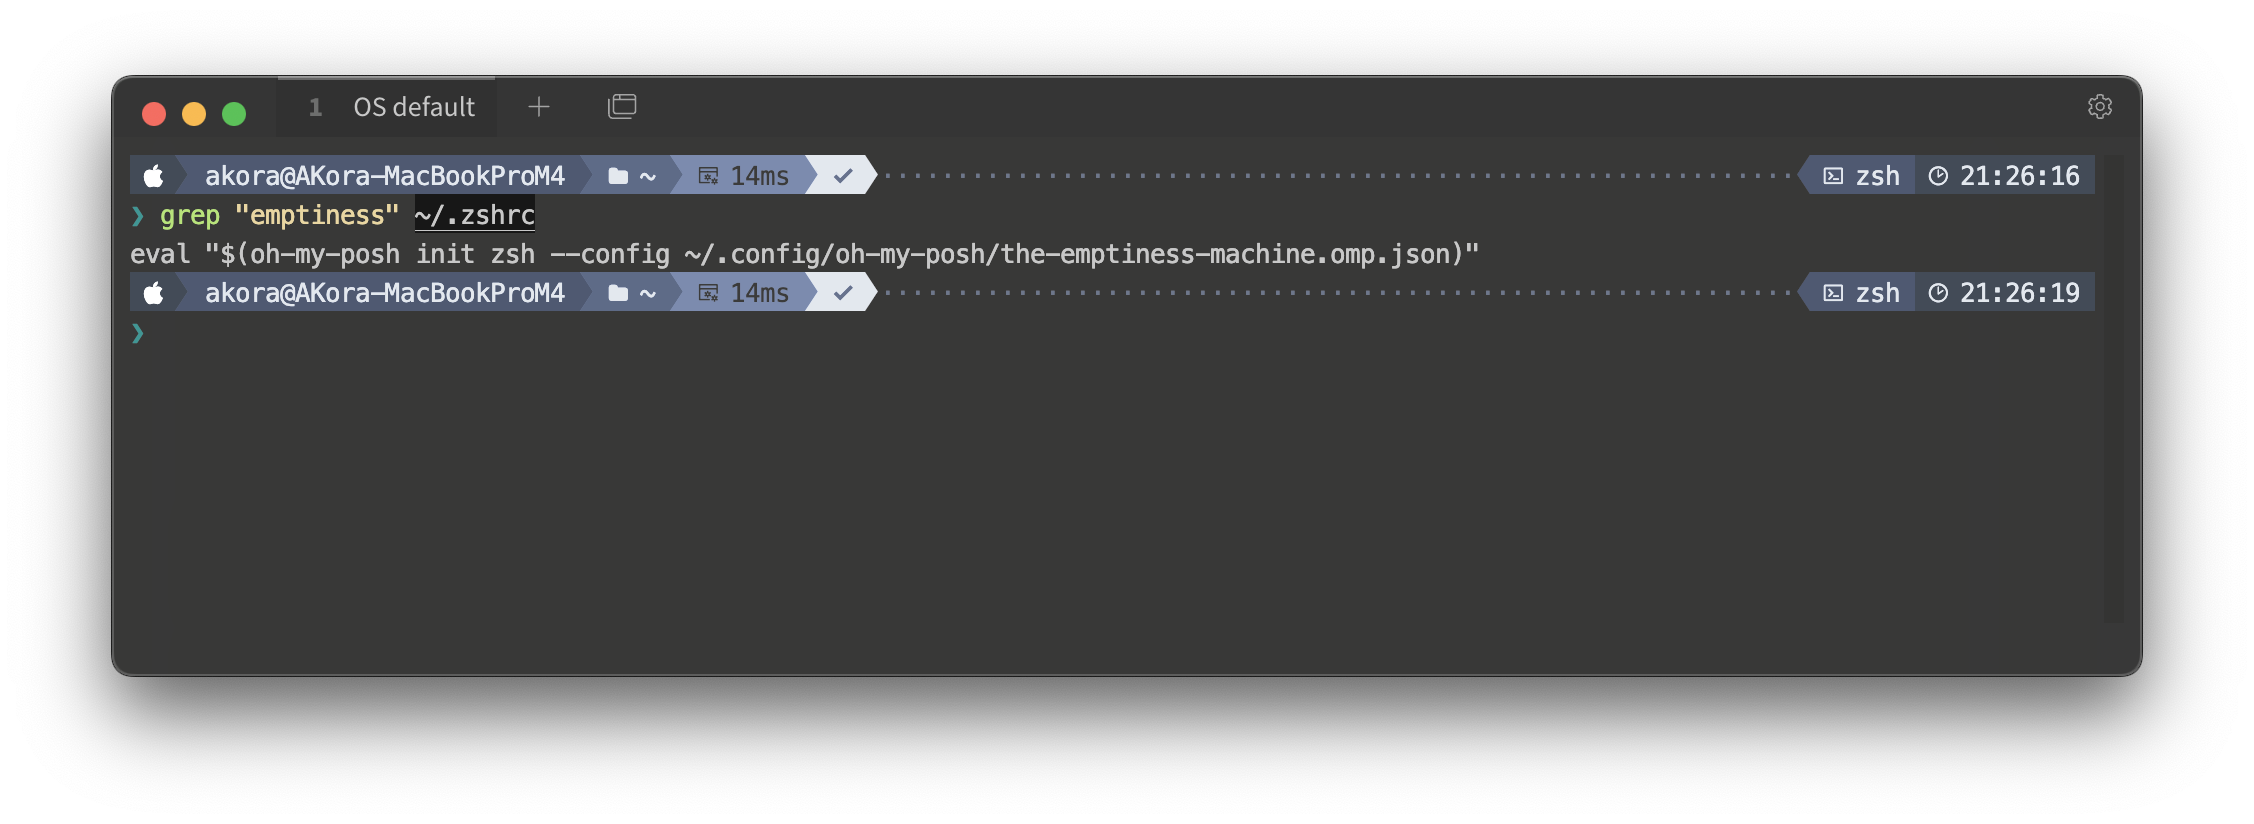 1 OS default
akora@AKora-MacBookProM4 ~ 14ms zsh 21:26:16
❯ grep "emptiness" ~/.zshrc
eval "$(oh-my-posh init zsh --config ~/.config/oh-my-posh/the-emptiness-machine.omp.json)"
akora@AKora-MacBookProM4 ~ 14ms zsh 21:26:19
❯